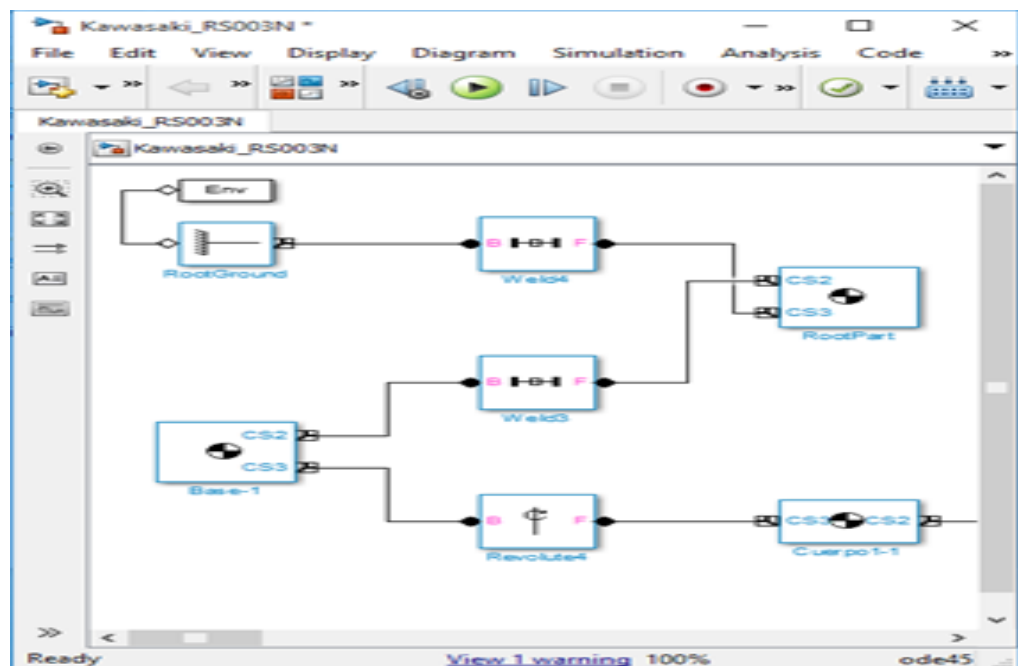 Kawasaki_RS003N *
File Edit View Display Diagram Simulation Analysis Code »
Kawasaki_RS003N
Kawasaki_RS003N
Env
RootGround
B F
Weld4
CS2
CS3
RootPart
B F
Weld3
CS2
CS3
Base-1
B F
Revolute4
CS3 CS2
Cuerpo1-1
Ready View 1 warning 100% ode45